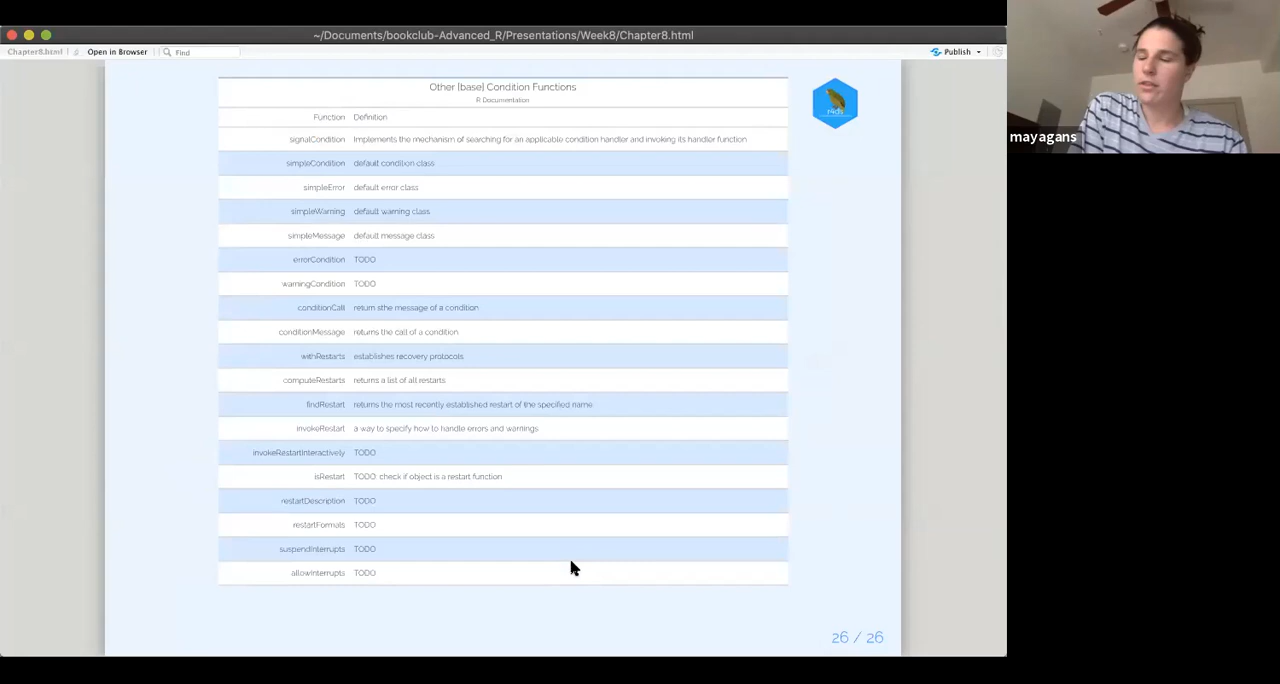 ~/Documents/bookclub-Advanced_R/Presentations/Week8/Chapter8.html
Chapter8.html
Open in Browser
Find
Publish
Other {base} Condition Functions
R Documentation
Function Definition
signalCondition Implements the mechanism of searching for an applicable condition handler and invoking its handler function
simpleCondition default condition class
simpleError default error class
simpleWarning default warning class
simpleMessage default message class
errorCondition TODO
warningCondition TODO
conditionCall return sthe message of a condition
conditionMessage returns the call of a condition
withRestarts establishes recovery protocols
computeRestarts returns a list of all restarts
findRestart returns the most recently established restart of the specified name
invokeRestart a way to specify how to handle errors and warnings
invokeRestartInteractively TODO
isRestart TODO: check if object is a restart function
restartDescription TODO
restartFormals TODO
suspendInterrupts TODO
allowInterrupts TODO
26 / 26
r4ds
mayagans